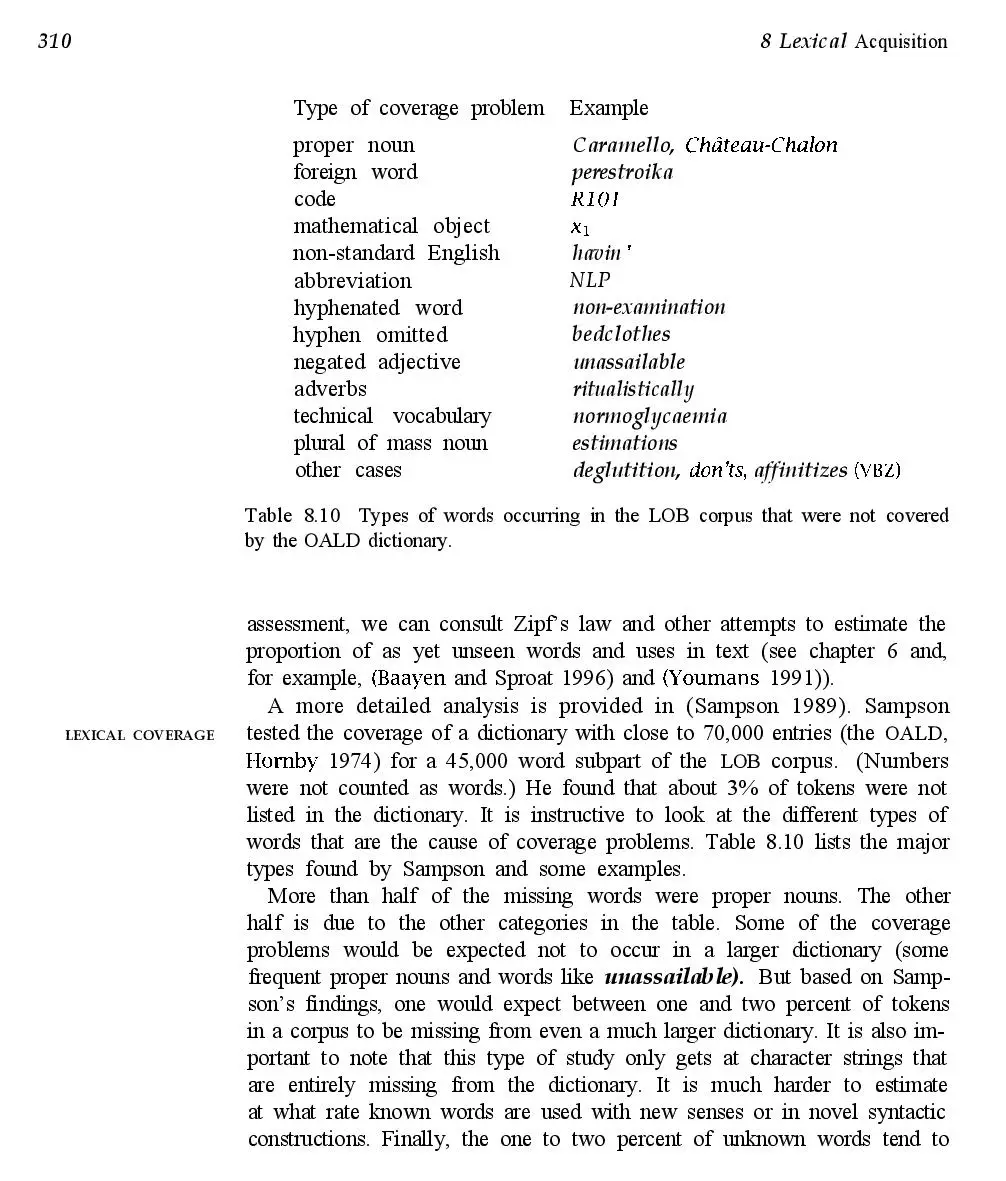 310 8 Lexical Acquisition
Type of coverage problem Example
proper noun Caramello, Château-Chalon
foreign word perestroika
code R101
mathematical object x₁
non-standard English havin'
abbreviation NLP
hyphenated word non-examination
hyphen omitted bedclothes
negated adjective unassailable
adverbs ritualistically
technical vocabulary normoglycaemia
plural of mass noun estimations
other cases deglutition, don'ts, affinitizes (VBZ)
Table 8.10 Types of words occurring in the LOB corpus that were not covered
by the OALD dictionary.
assessment, we can consult Zipf's law and other attempts to estimate the
proportion of as yet unseen words and uses in text (see chapter 6 and,
for example, (Baayen and Sproat 1996) and (Youmans 1991)).
A more detailed analysis is provided in (Sampson 1989). Sampson
LEXICAL COVERAGE tested the coverage of a dictionary with close to 70,000 entries (the OALD,
Hornby 1974) for a 45,000 word subpart of the LOB corpus. (Numbers
were not counted as words.) He found that about 3% of tokens were not
listed in the dictionary. It is instructive to look at the different types of
words that are the cause of coverage problems. Table 8.10 lists the major
types found by Sampson and some examples.
More than half of the missing words were proper nouns. The other
half is due to the other categories in the table. Some of the coverage
problems would be expected not to occur in a larger dictionary (some
frequent proper nouns and words like unassailable). But based on Samp-
son's findings, one would expect between one and two percent of tokens
in a corpus to be missing from even a much larger dictionary. It is also im-
portant to note that this type of study only gets at character strings that
are entirely missing from the dictionary. It is much harder to estimate
at what rate known words are used with new senses or in novel syntactic
constructions. Finally, the one to two percent of unknown words tend to